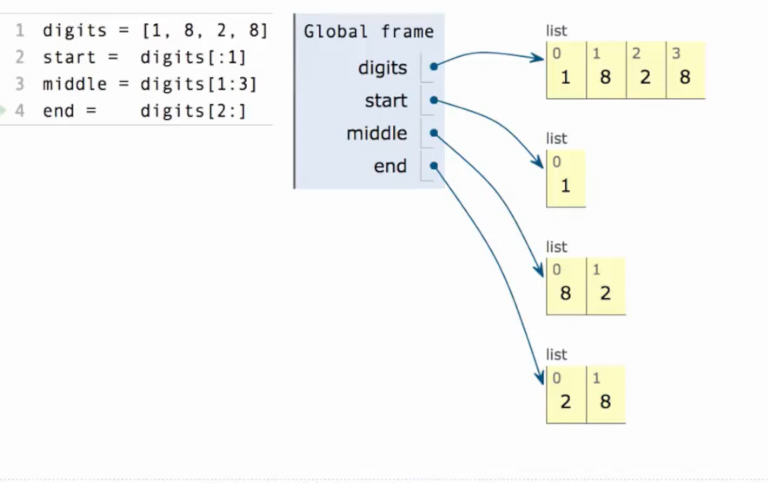 1 digits = [1, 8, 2, 8]
2 start = digits[:1]
3 middle = digits[1:3]
4 end = digits[2:]
Global frame
digits
start
middle
end
list
0 1 2 3
1 8 2 8
list
0
1
list
0 1
8 2
list
0 1
2 8